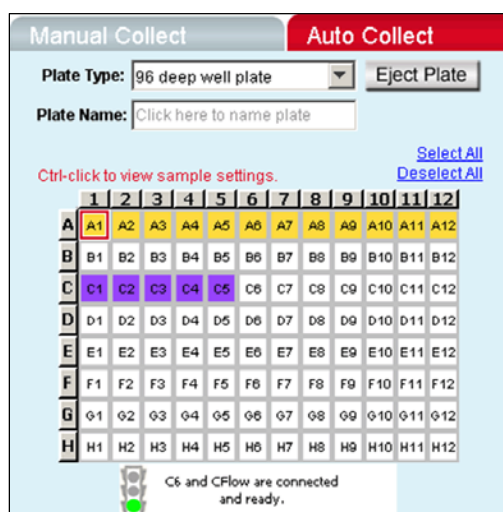 Manual Collect Auto Collect
Plate Type: 96 deep well plate Eject Plate
Plate Name: Click here to name plate
Select All
Ctrl-click to view sample settings. Deselect All
1 2 3 4 5 6 7 8 9 10 11 12
A A1 A2 A3 A4 A5 A6 A7 A8 A9 A10 A11 A12
B B1 B2 B3 B4 B5 B6 B7 B8 B9 B10 B11 B12
C C1 C2 C3 C4 C5 C6 C7 C8 C9 C10 C11 C12
D D1 D2 D3 D4 D5 D6 D7 D8 D9 D10 D11 D12
E E1 E2 E3 E4 E5 E6 E7 E8 E9 E10 E11 E12
F F1 F2 F3 F4 F5 F6 F7 F8 F9 F10 F11 F12
G G1 G2 G3 G4 G5 G6 G7 G8 G9 G10 G11 G12
H H1 H2 H3 H4 H5 H6 H7 H8 H9 H10 H11 H12
C6 and CFlow are connected
and ready.